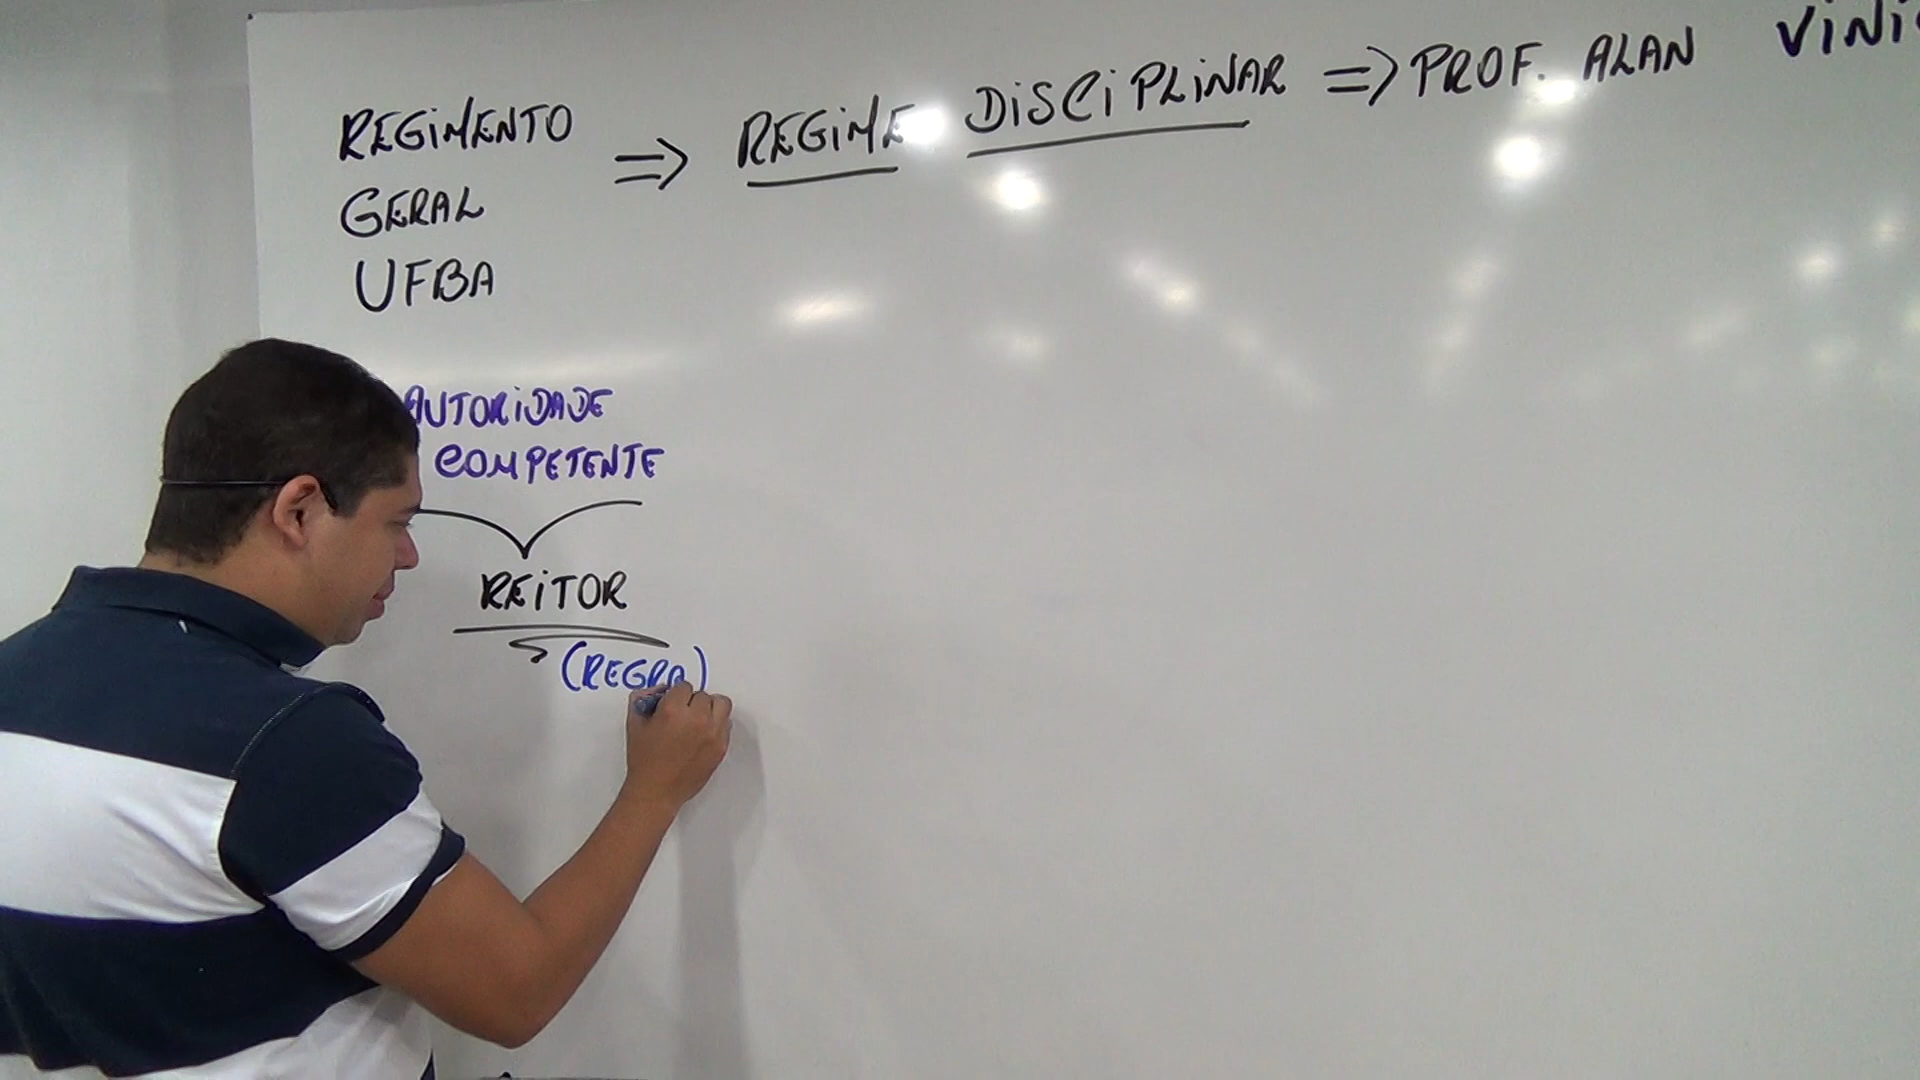 REGIMENTO
GERAL
UFBA
=> REGIME DISCIPLINAR => PROF. ALAN
AUTORIDADE
COMPETENTE
REITOR
(REGRA)